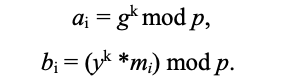 aᵢ = gᵏ mod p,
bᵢ = (yᵏ *mᵢ) mod p.